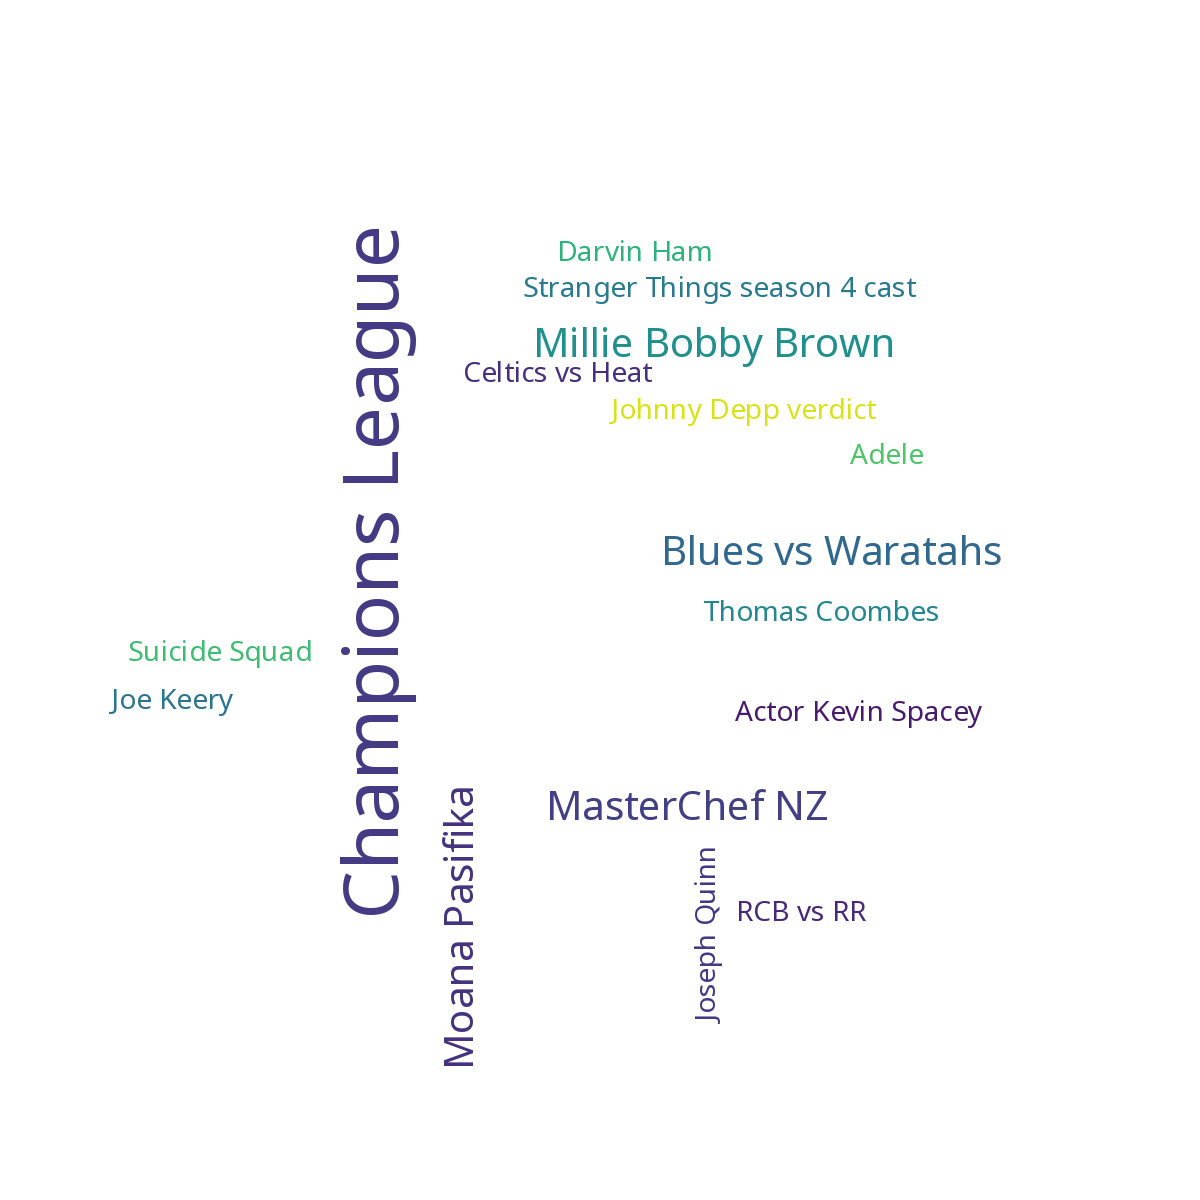 Darvin Ham
Stranger Things season 4 cast
Millie Bobby Brown
Celtics vs Heat
Johnny Depp verdict
Adele
Champions League
Blues vs Waratahs
Thomas Coombes
Suicide Squad
Joe Keery
Actor Kevin Spacey
MasterChef NZ
Moana Pasifika
Joseph Quinn
RCB vs RR